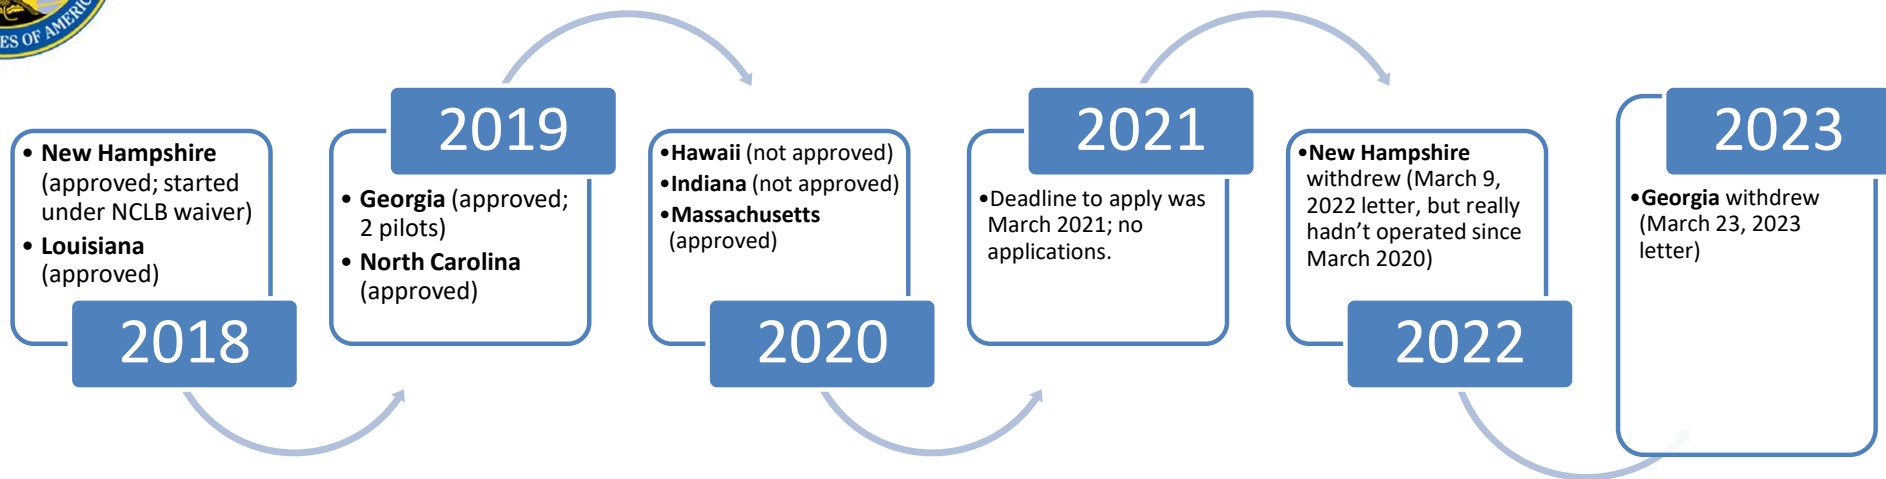 ES OF AMERIC
• New Hampshire
(approved; started
under NCLB waiver)
• Louisiana
(approved)
2018
2019
• Georgia (approved;
2 pilots)
• North Carolina
(approved)
•Hawaii (not approved)
•Indiana (not approved)
•Massachusetts
(approved)
2020
2021
•Deadline to apply was
March 2021; no
applications.
•New Hampshire
withdrew (March 9,
2022 letter, but really
hadn’t operated since
March 2020)
2022
2023
•Georgia withdrew
(March 23, 2023
letter)